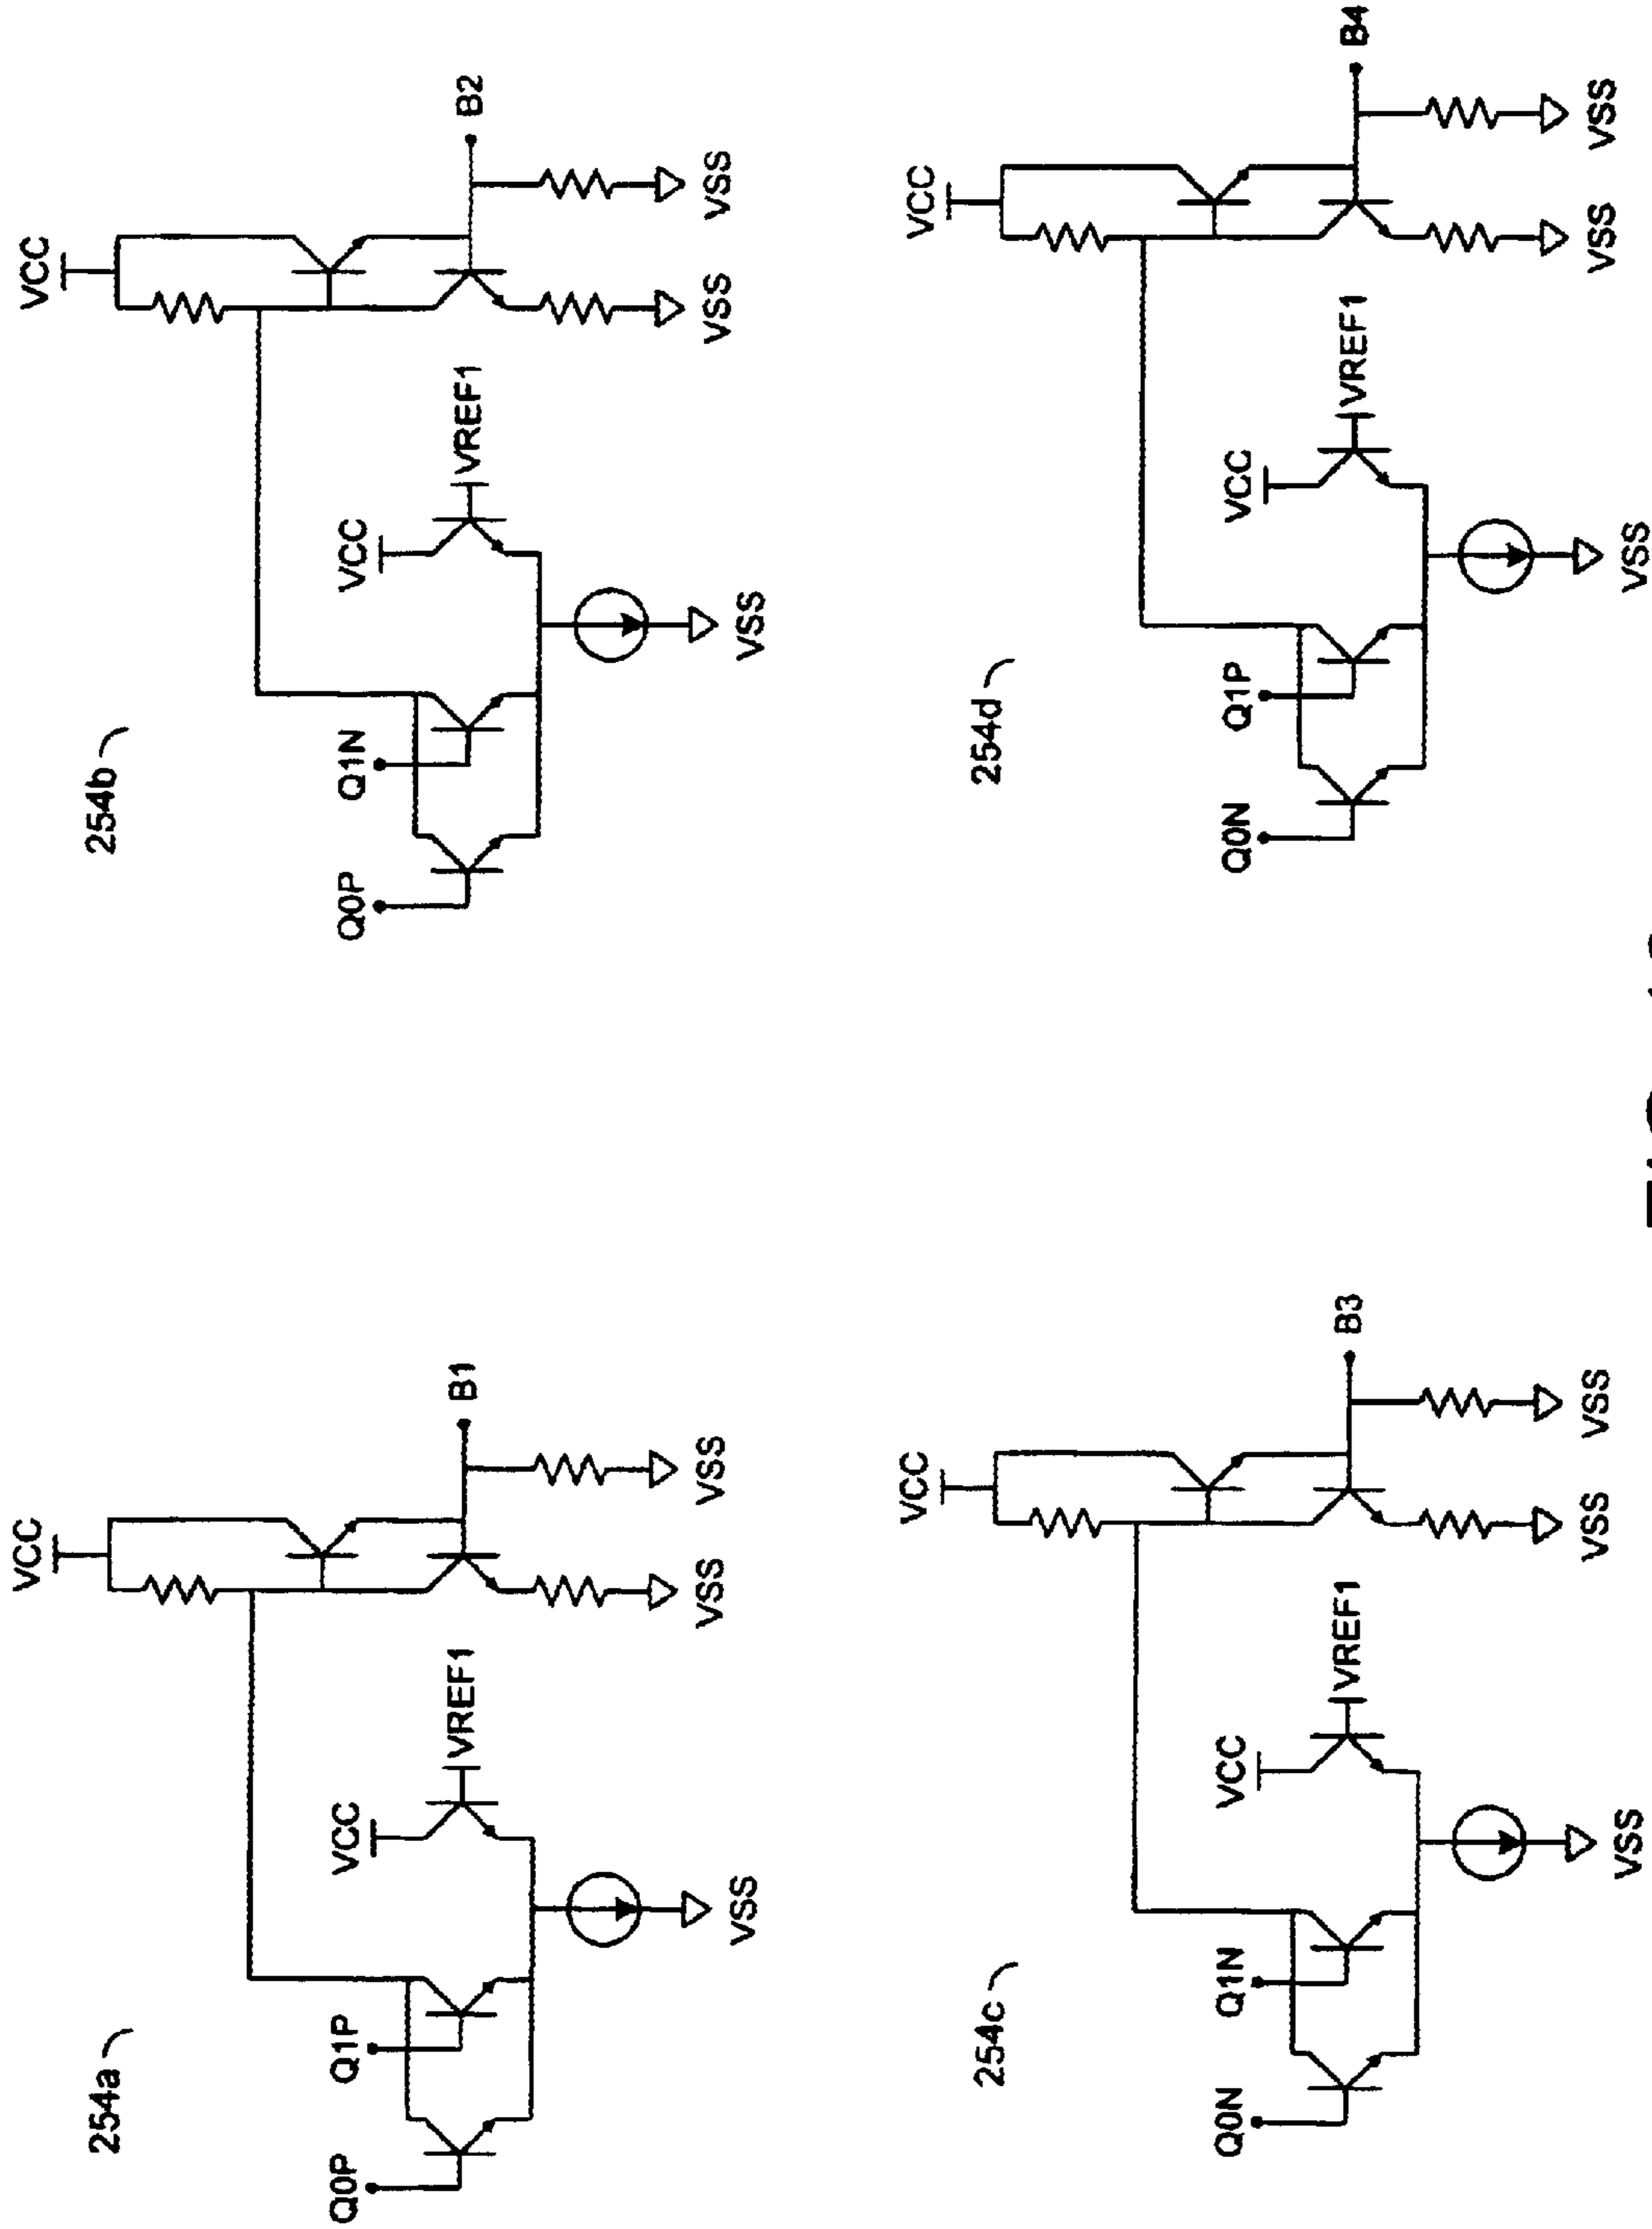 254a
VCC
Q0P
Q1P
VCC
VREF1
B1
VSS
VSS
VSS
254b
VCC
Q0P
Q1N
VCC
VREF1
B2
VSS
VSS
VSS
254c
VCC
Q0N
Q1N
VCC
VREF1
B3
VSS
VSS
VSS
254d
VCC
Q0N
Q1P
VCC
VREF1
B4
VSS
VSS
VSS